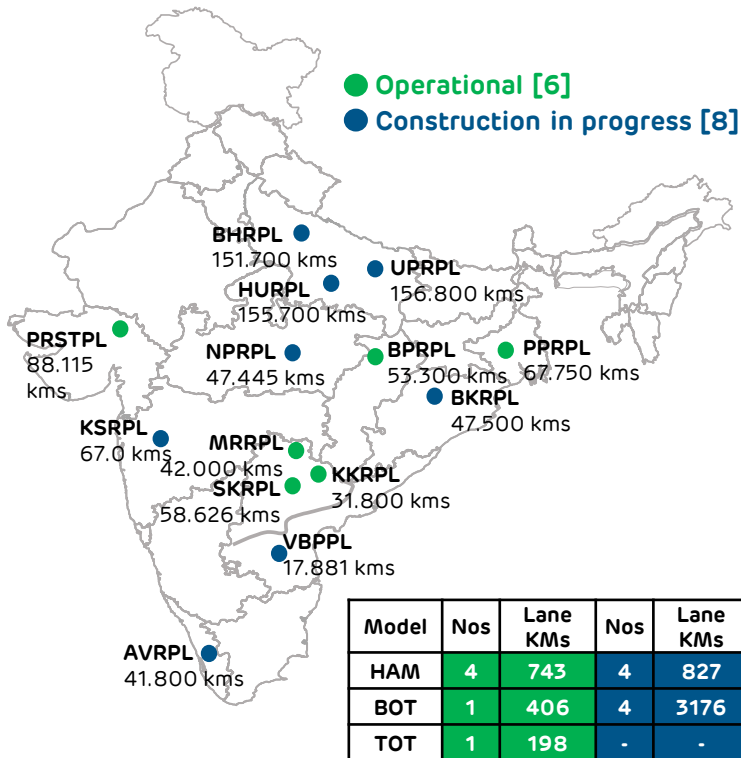 Operational [6]
Construction in progress [8]
BHRPL
151.700 kms
UPRPL
156.800 kms
HURPL
155.700 kms
PRSTPL
88.115
kms
NPRPL
47.445 kms
BPRPL
53.300 kms
PPRPL
67.750 kms
BKRPL
47.500 kms
KSRPL
67.0 kms
MRRPL
42.000 kms
KKRPL
31.800 kms
SKRPL
58.626 kms
VBPPL
17.881 kms
AVRPL
41.800 kms
Model Nos Lane KMs Nos Lane KMs
HAM 4 743 4 827
BOT 1 406 4 3176
TOT 1 198 - -